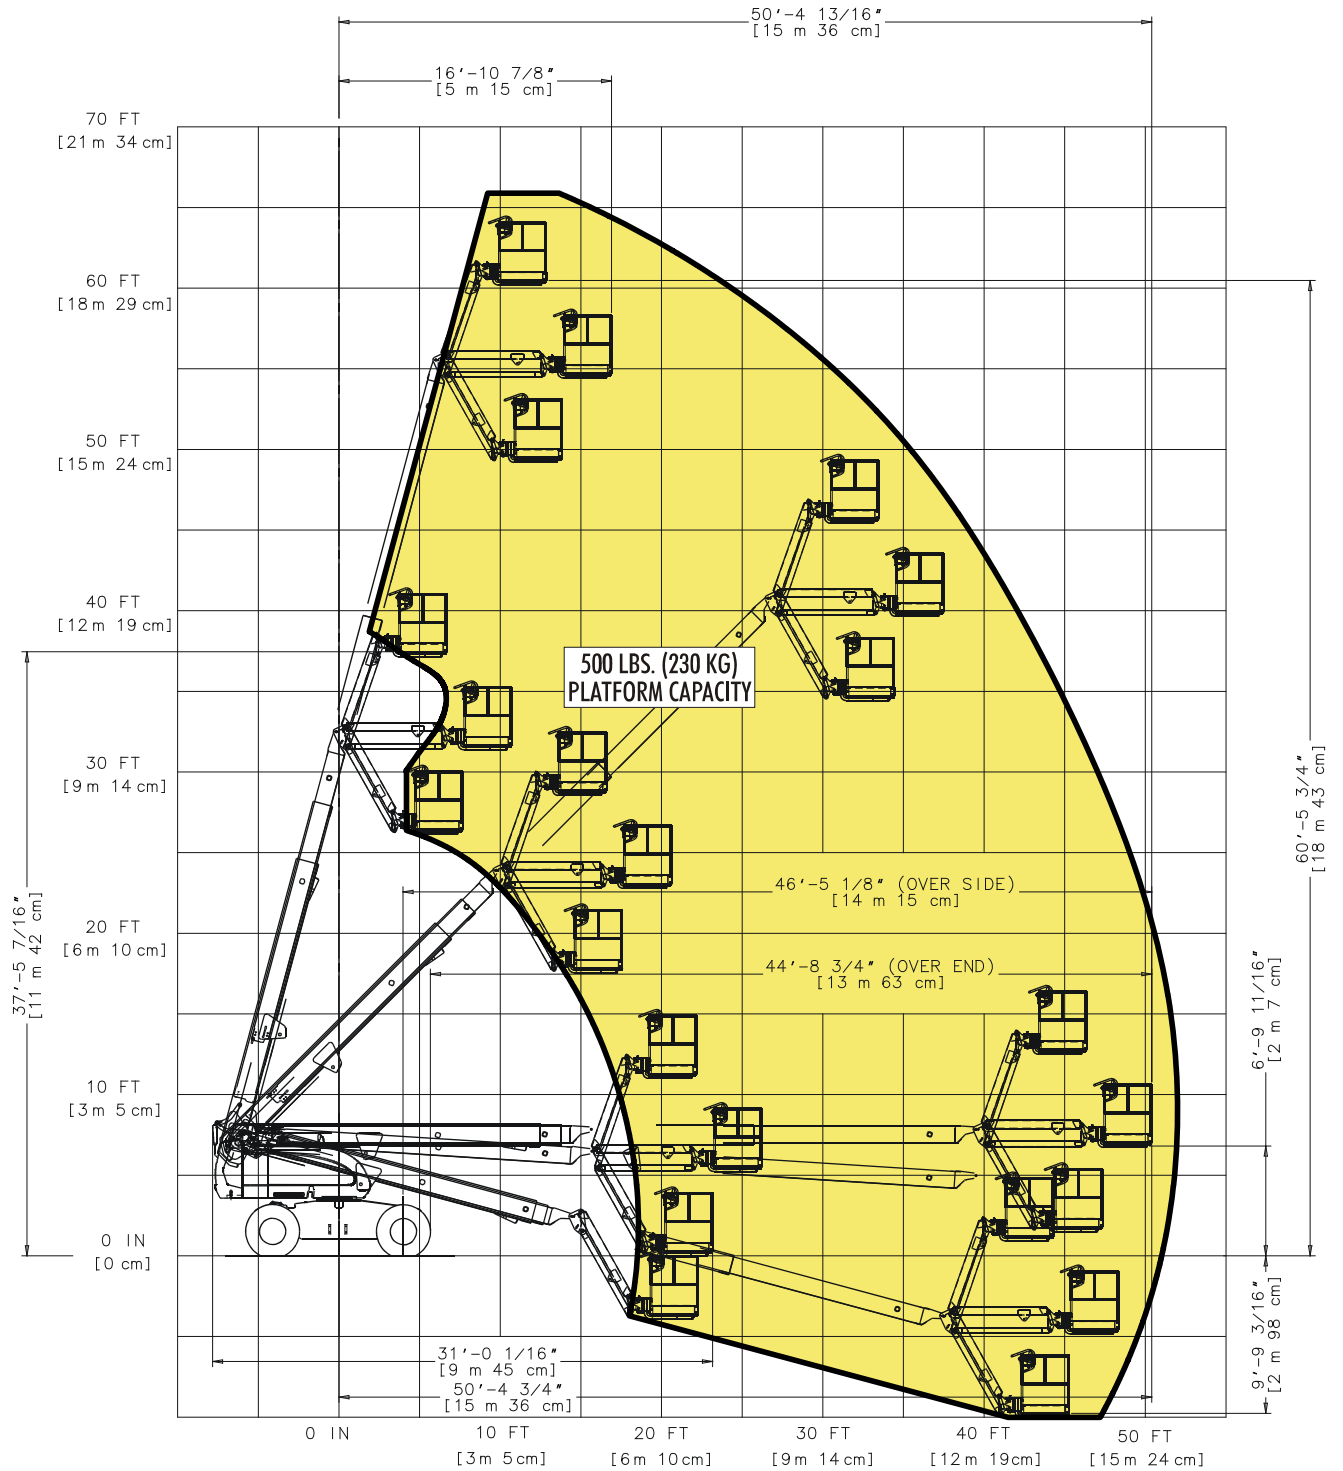 50'-4 13/16"
[15 m 36 cm]
16'-10 7/8"
[5 m 15 cm]
70 FT
[21 m 34 cm]
60 FT
[18 m 29 cm]
50 FT
[15 m 24 cm]
40 FT
[12 m 19 cm]
500 LBS. (230 KG)
PLATFORM CAPACITY
30 FT
[9 m 14 cm]
60'-5 3/4"
[18 m 43 cm]
46'-5 1/8" (OVER SIDE)
[14 m 15 cm]
37'-5 7/16"
[11 m 42 cm]
20 FT
[6 m 10 cm]
44'-8 3/4" (OVER END)
[13 m 63 cm]
6'-9 11/16"
[2 m 7 cm]
10 FT
[3 m 5 cm]
0 IN
[0 cm]
9'-9 3/16"
[2 m 98 cm]
31'-0 1/16"
[9 m 45 cm]
50'-4 3/4"
[15 m 36 cm]
0 IN
10 FT
[3 m 5 cm]
20 FT
[6 m 10 cm]
30 FT
[9 m 14 cm]
40 FT
[12 m 19 cm]
50 FT
[15 m 24 cm]